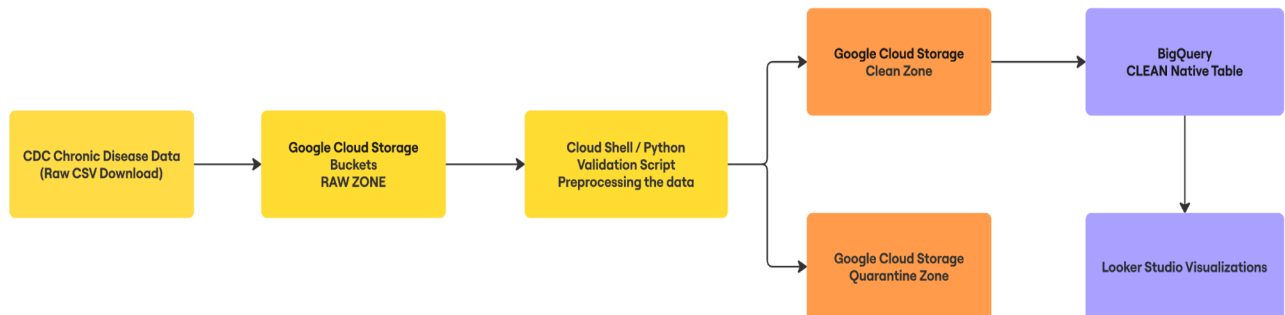 CDC Chronic Disease Data
(Raw CSV Download)
Google Cloud Storage
Buckets
RAW ZONE
Cloud Shell / Python
Validation Script
Preprocessing the data
Google Cloud Storage
Clean Zone
BigQuery
CLEAN Native Table
Google Cloud Storage
Quarantine Zone
Looker Studio Visualizations